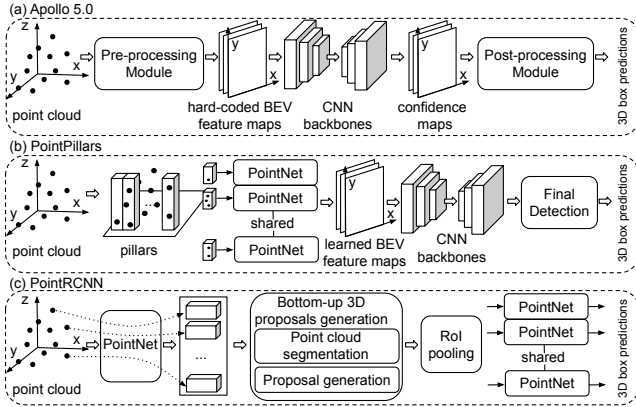 (a) Apollo 5.0
z
y
x
point cloud
Pre-processing
Module
y
x
hard-coded BEV
feature maps
CNN
backbones
y
x
confidence
maps
Post-processing
Module
3D box predictions
(b) PointPillars
z
y
x
point cloud
...
...
pillars
PointNet
PointNet
shared
PointNet
y
x
learned BEV
feature maps
CNN
backbones
Final
Detection
3D box predictions
(c) PointRCNN
z
y
x
point cloud
PointNet
...
Bottom-up 3D
proposals generation
Point cloud
segmentation
Proposal generation
RoI
pooling
PointNet
PointNet
shared
PointNet
3D box predictions